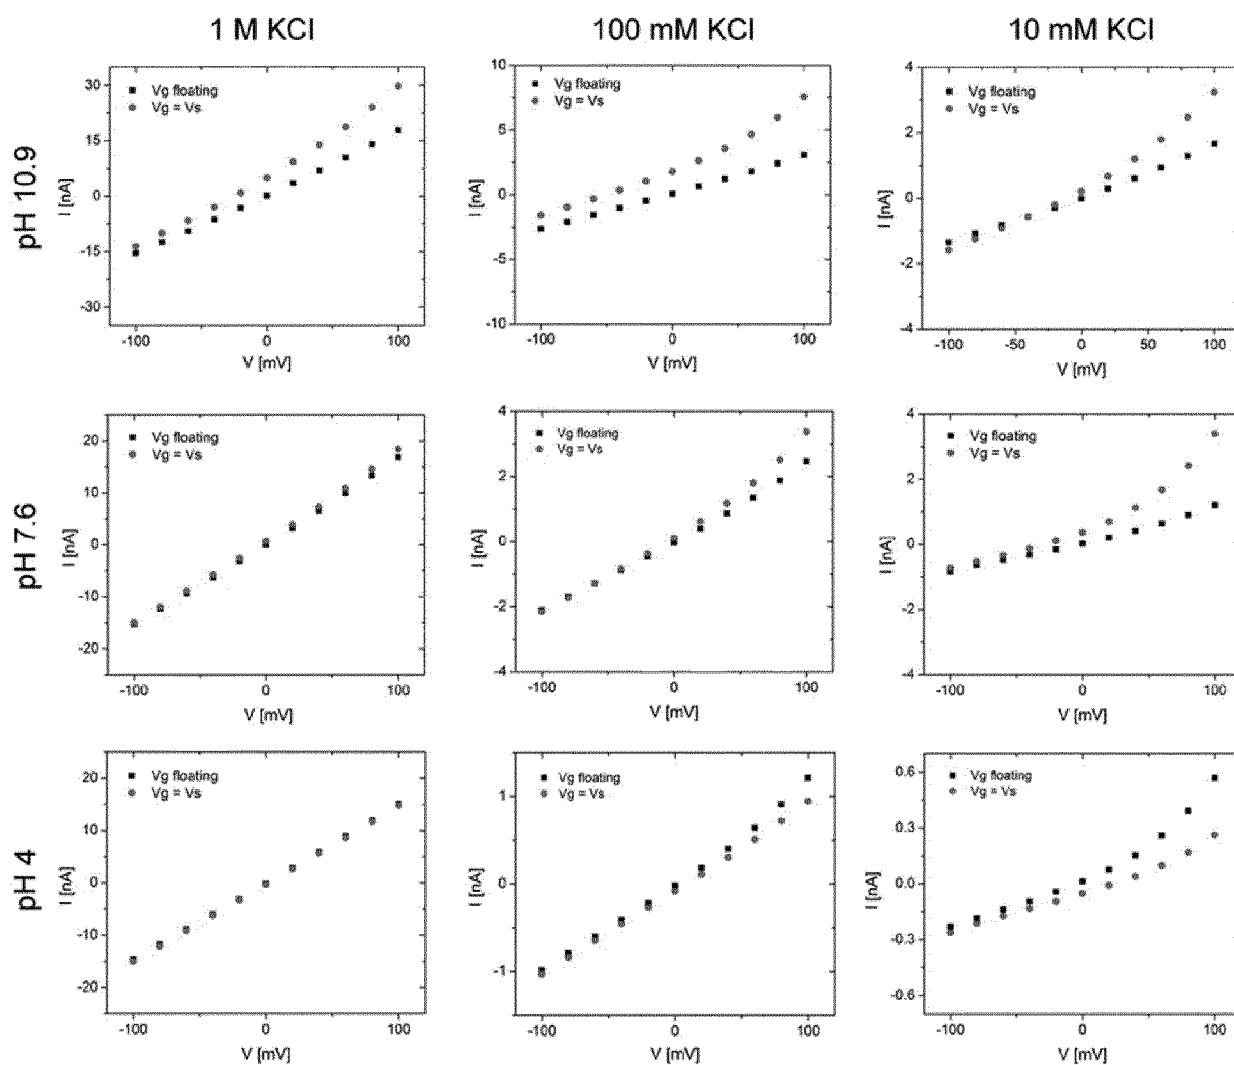 1 M KCl
100 mM KCl
10 mM KCl
pH 10.9
Vg floating
Vg = Vs
30
15
0
-15
-30
I [nA]
-100
0
100
V [mV]
Vg floating
Vg = Vs
10
5
0
-5
-10
I [nA]
-100
0
100
V [mV]
Vg floating
Vg = Vs
4
2
0
-2
-4
I [nA]
-100
-50
0
50
100
V [mV]
pH 7.6
Vg floating
Vg = Vs
20
10
0
-10
-20
I [nA]
-100
0
100
V [mV]
Vg floating
Vg = Vs
4
2
0
-2
-4
I [nA]
-100
0
100
V [mV]
Vg floating
Vg = Vs
4
2
0
-2
-4
I [nA]
-100
-50
0
50
100
V [mV]
pH 4
Vg floating
Vg = Vs
20
10
0
-10
-20
I [nA]
-100
0
100
V [mV]
Vg floating
Vg = Vs
1
0
-1
I [nA]
-100
0
100
V [mV]
Vg floating
Vg = Vs
0.6
0.3
0.0
-0.3
-0.6
I [nA]
-100
-50
0
50
100
V [mV]